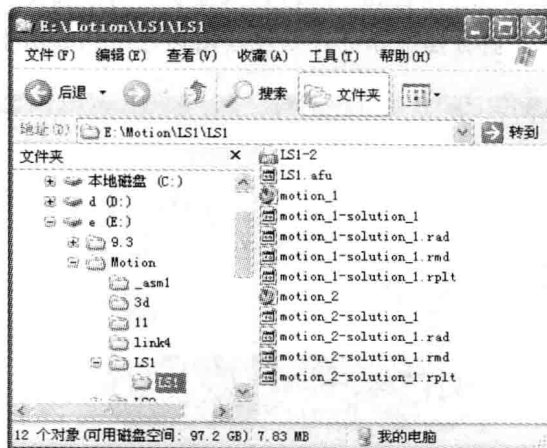 E:\Motion\LS1\LS1
文件(F) 编辑(E) 查看(V) 收藏(A) 工具(T) 帮助(H)
后退 搜索 文件夹
地址(D) E:\Motion\LS1\LS1 转到
文件夹
本地磁盘 (C:)
d (D:)
e (E:)
9.3
Motion
_asm1
3d
11
link4
LS1
LS1
LS1-2
LS1.afu
motion_1
motion_1-solution_1
motion_1-solution_1.rad
motion_1-solution_1.rmd
motion_1-solution_1.rplt
motion_2
motion_2-solution_1
motion_2-solution_1.rad
motion_2-solution_1.rmd
motion_2-solution_1.rplt
12 个对象(可用磁盘空间: 97.2 GB) 7.83 MB 我的电脑